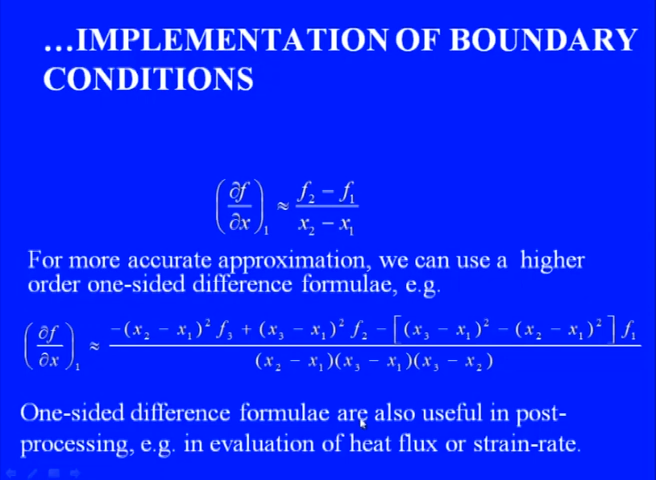 ...IMPLEMENTATION OF BOUNDARY
CONDITIONS
(∂f/∂x)₁ ≈ (f₂ − f₁)/(x₂ − x₁)
For more accurate approximation, we can use a higher
order one-sided difference formulae, e.g.
(∂f/∂x)₁ ≈ (−(x₂ − x₁)² f₃ + (x₃ − x₁)² f₂ − [(x₃ − x₁)² − (x₂ − x₁)²] f₁)/((x₂ − x₁)(x₃ − x₁)(x₃ − x₂))
One-sided difference formulae are also useful in post-
processing, e.g. in evaluation of heat flux or strain-rate.